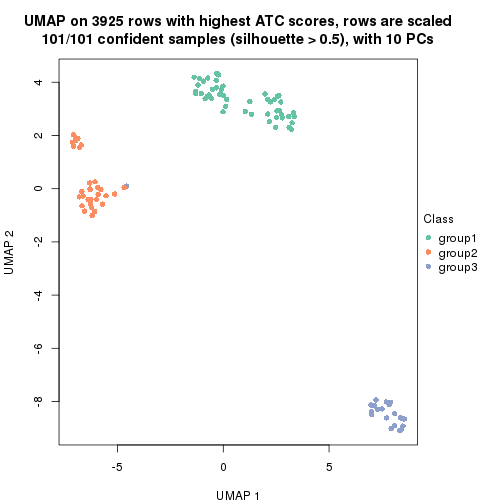 UMAP on 3925 rows with highest ATC scores, rows are scaled
101/101 confident samples (silhouette > 0.5), with 10 PCs
4
2
0
-2
-4
-6
-8
UMAP 2
-5
0
5
UMAP 1
Class
group1
group2
group3